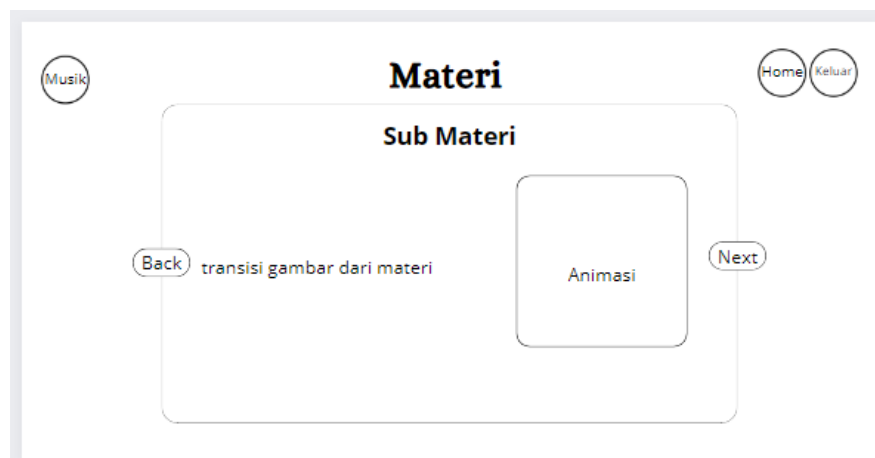 Musik
Materi
Home
Keluar
Sub Materi
Back
transisi gambar dari materi
Animasi
Next